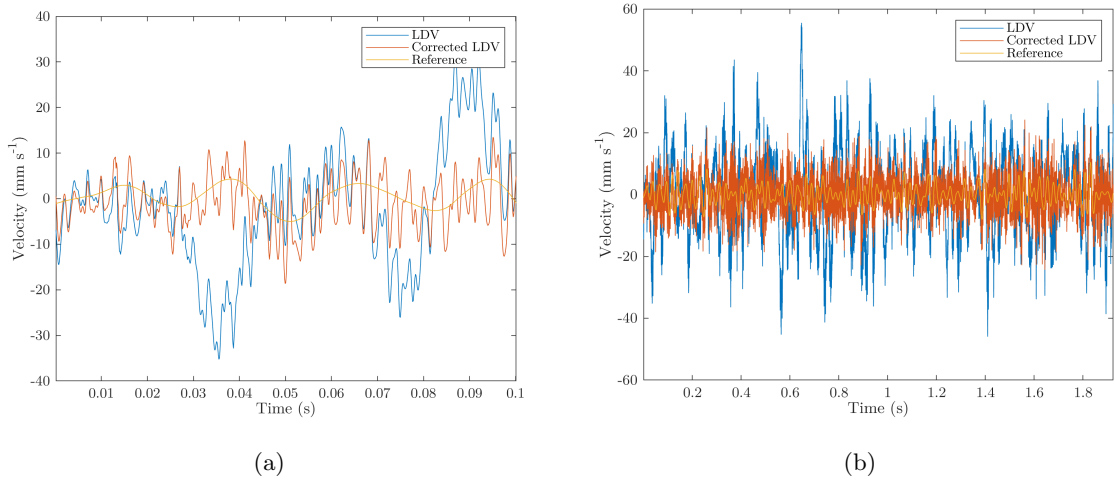 40
30
20
10
0
-10
-20
-30
-40
Velocity (mm s⁻¹)
0.01 0.02 0.03 0.04 0.05 0.06 0.07 0.08 0.09 0.1
Time (s)
LDV
Corrected LDV
Reference
(a)
60
40
20
0
-20
-40
-60
Velocity (mm s⁻¹)
0.2 0.4 0.6 0.8 1 1.2 1.4 1.6 1.8
Time (s)
LDV
Corrected LDV
Reference
(b)